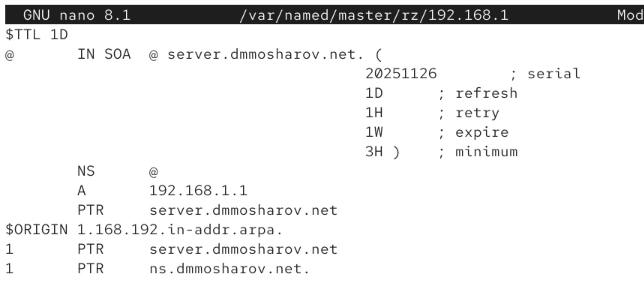 GNU nano 8.1 /var/named/master/rz/192.168.1 Mod
$TTL 1D
@ IN SOA @ server.dmmosharov.net. (
20251126 ; serial
1D ; refresh
1H ; retry
1W ; expire
3H ) ; minimum
NS @
A 192.168.1.1
PTR server.dmmosharov.net
$ORIGIN 1.168.192.in-addr.arpa.
1 PTR server.dmmosharov.net
1 PTR ns.dmmosharov.net.